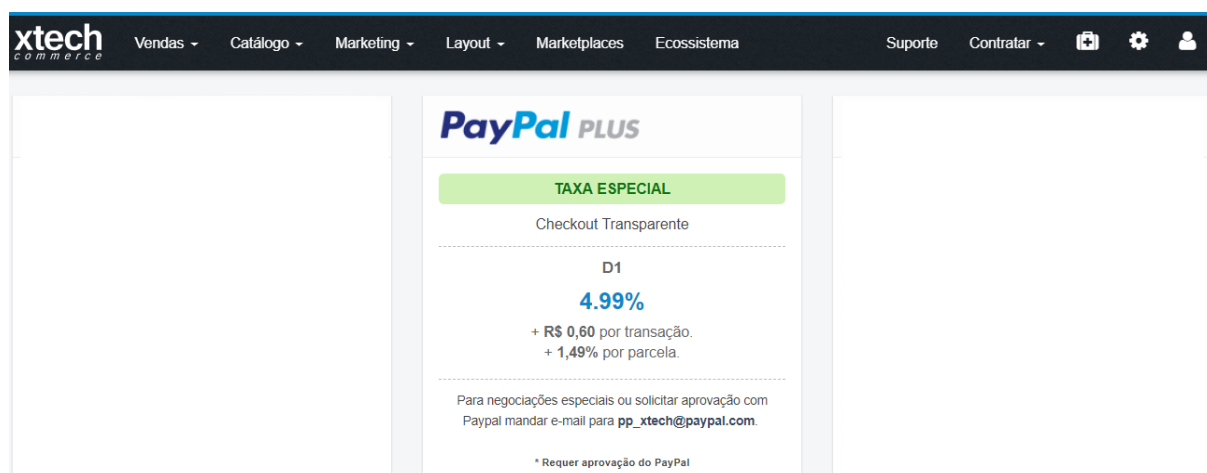 xtech
commerce
Vendas Catálogo Marketing Layout Marketplaces Ecossistema Suporte Contratar
PayPal PLUS
TAXA ESPECIAL
Checkout Transparente
D1
4.99%
+ R$ 0,60 por transação.
+ 1,49% por parcela.
Para negociações especiais ou solicitar aprovação com
Paypal mandar e-mail para pp_xtech@paypal.com.
* Requer aprovação do PayPal